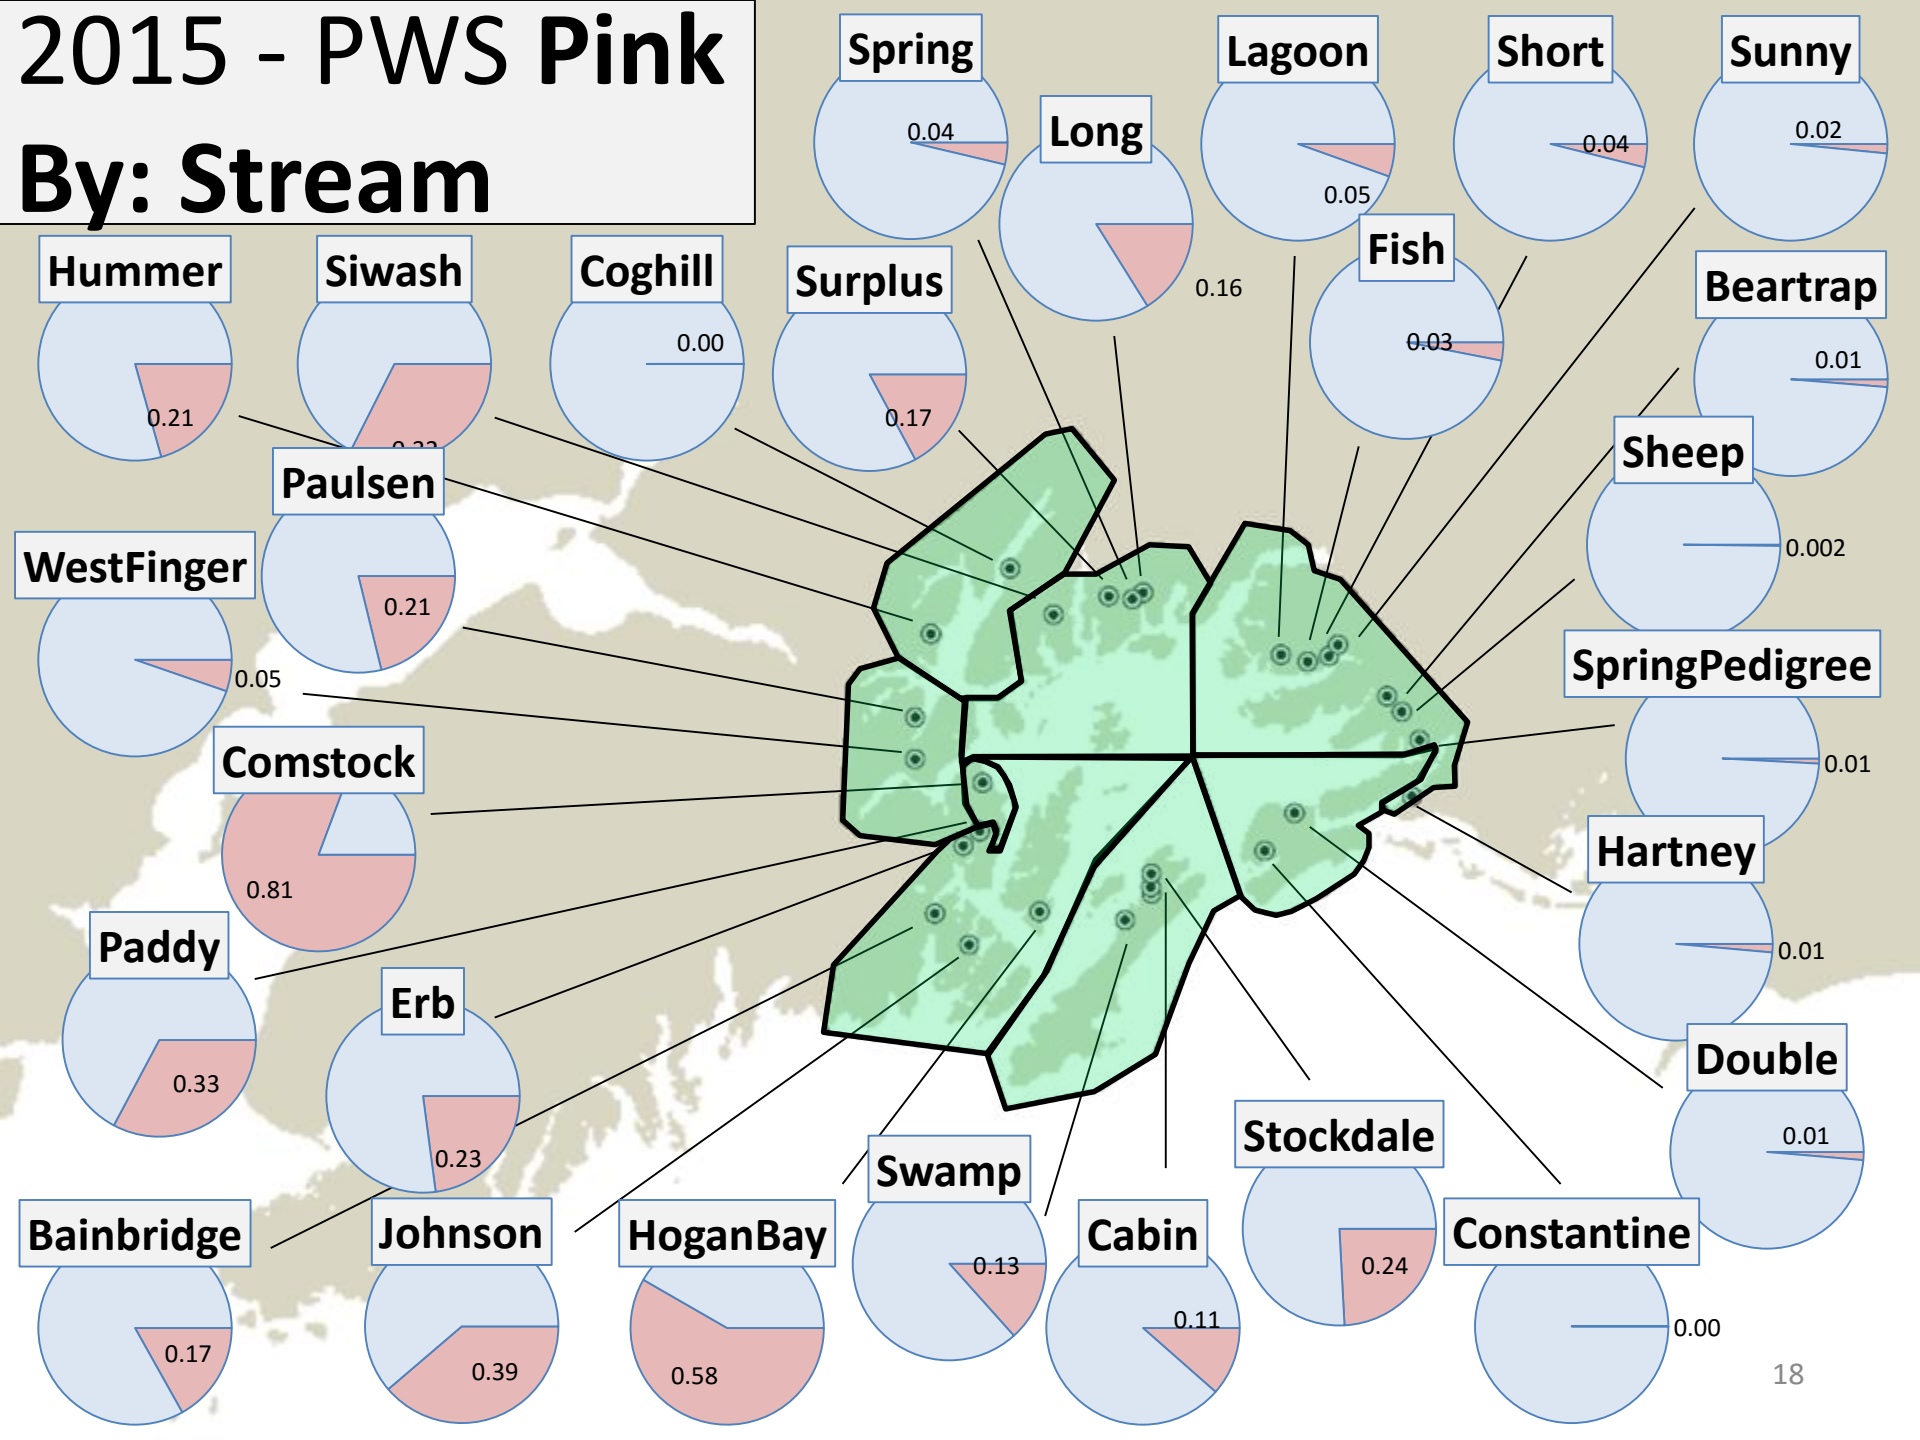 2015 - PWS Pink
By: Stream
Spring
0.04
Long
0.16
Lagoon
0.05
Short
0.04
Sunny
0.02
Hummer
0.21
Siwash
Coghill
0.00
Surplus
0.17
Fish
0.03
Beartrap
0.01
Paulsen
0.21
Sheep
0.002
WestFinger
0.05
SpringPedigree
0.01
Comstock
0.81
Hartney
0.01
Paddy
0.33
Erb
0.23
Double
0.01
Bainbridge
0.17
Johnson
0.39
HoganBay
0.58
Swamp
0.13
Cabin
0.11
Stockdale
0.24
Constantine
0.00
18